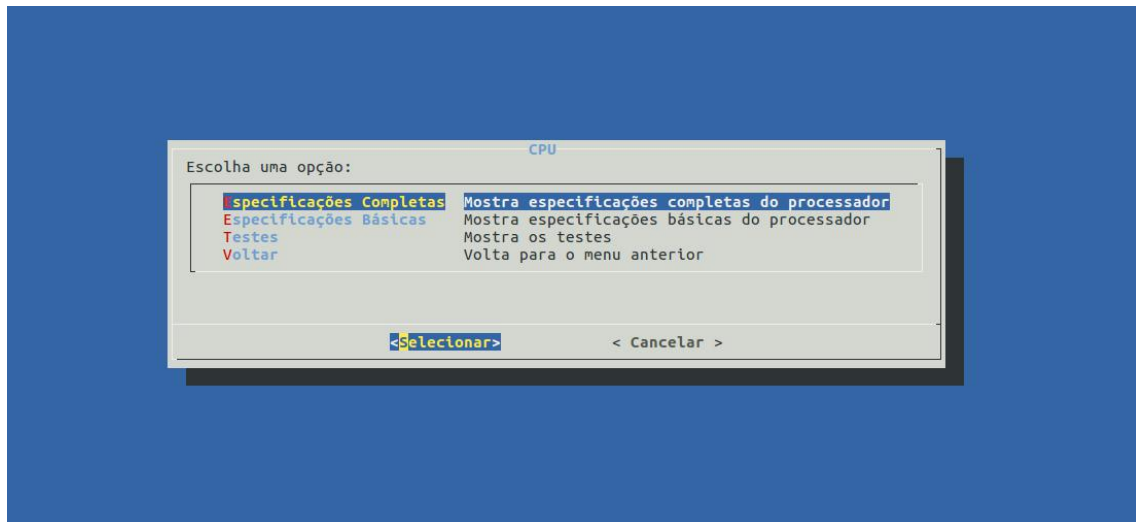 CPU
Escolha uma opção:
Especificações Completas Mostra especificações completas do processador
Especificações Básicas Mostra especificações básicas do processador
Testes Mostra os testes
Voltar Volta para o menu anterior
<Selecionar> < Cancelar >